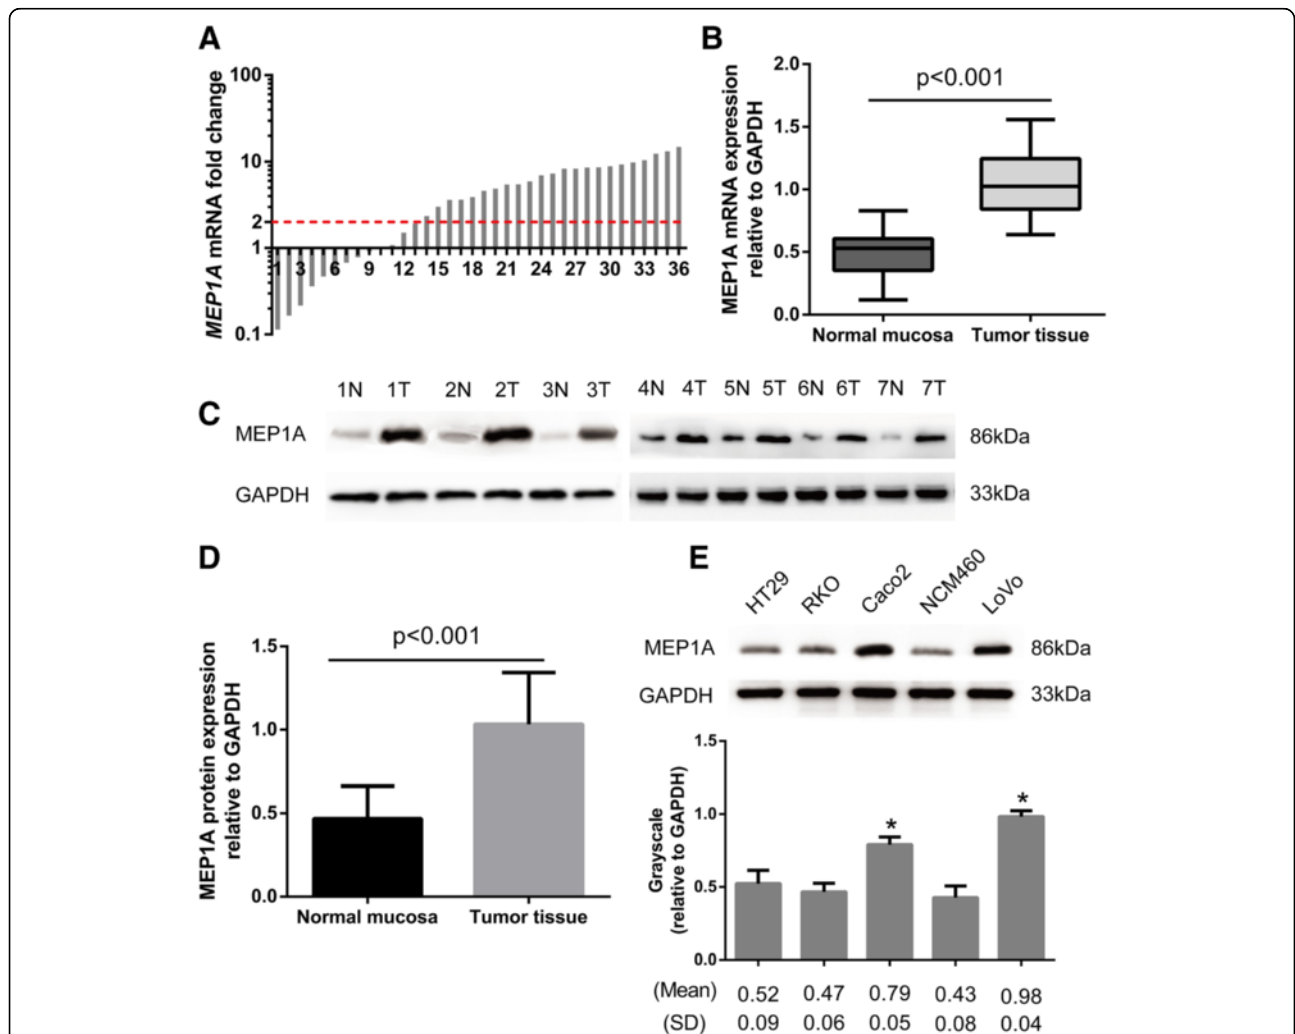 A
MEP1A mRNA fold change
100
10
2
1
0.1
1 3 6 9 12 15 18 21 24 27 30 33 36
B
MEP1A mRNA expression
relative to GAPDH
p<0.001
2.0
1.5
1.0
0.5
0.0
Normal mucosa Tumor tissue
C
1N 1T 2N 2T 3N 3T 4N 4T 5N 5T 6N 6T 7N 7T
MEP1A 86kDa
GAPDH 33kDa
D
MEP1A protein expression
relative to GAPDH
p<0.001
1.5
1.0
0.5
0.0
Normal mucosa Tumor tissue
E
HT29 RKO Caco2 NCM460 LoVo
MEP1A 86kDa
GAPDH 33kDa
Grayscale
(relative to GAPDH)
1.5
1.0
0.5
0.0
* *
(Mean) 0.52 0.47 0.79 0.43 0.98
(SD) 0.09 0.06 0.05 0.08 0.04